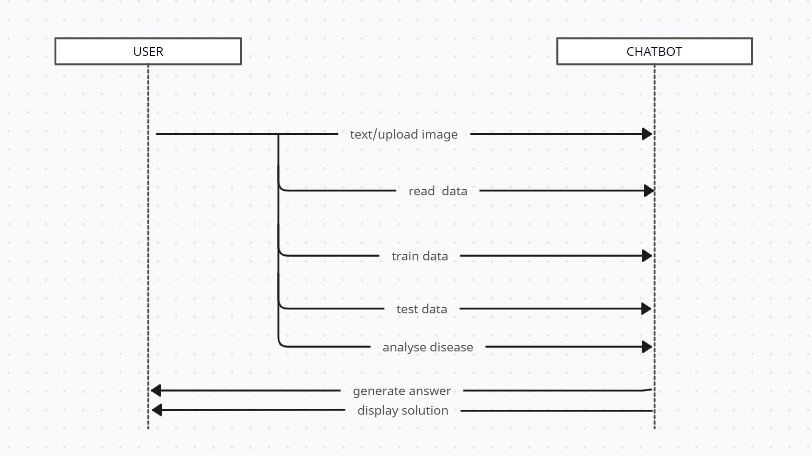 USER
CHATBOT
text/upload image
read data
train data
test data
analyse disease
generate answer
display solution